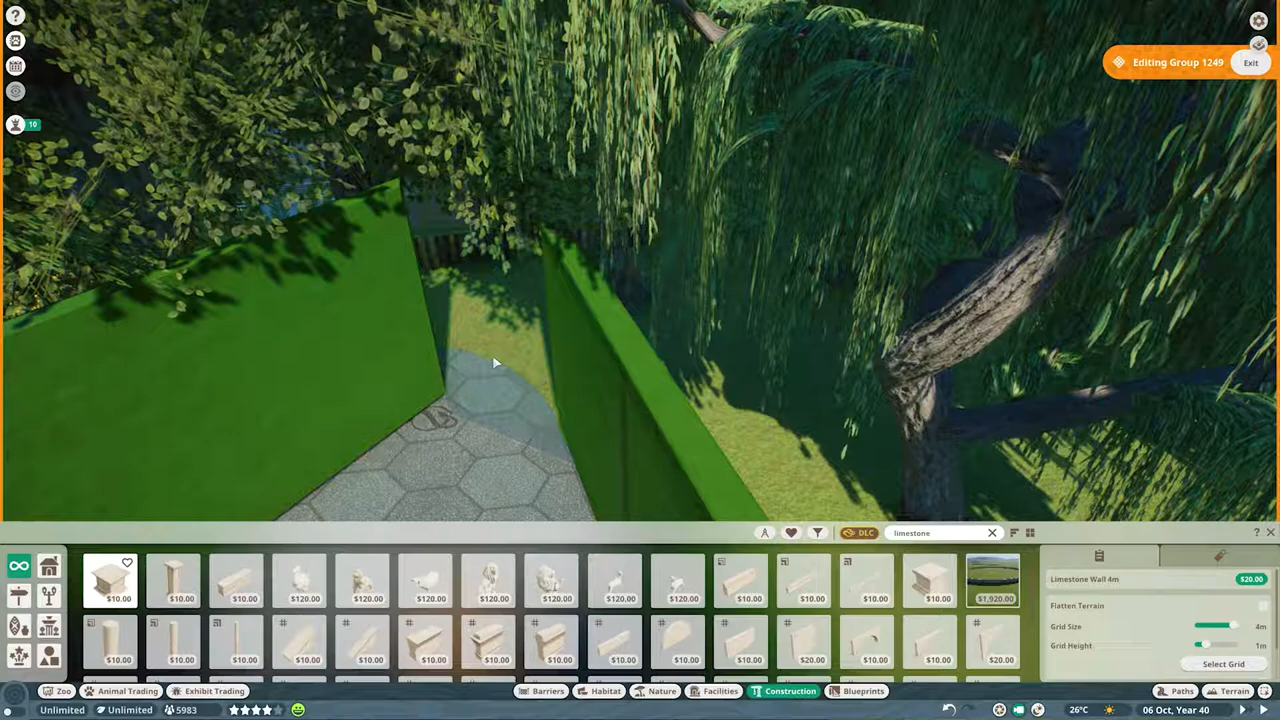 ?
Editing Group 1249
Exit
10
A
DLC
limestone
?
$10.00
$10.00
$10.00
$120.00
$120.00
$120.00
$120.00
$120.00
$120.00
$120.00
$10.00
$10.00
$10.00
$10.00
$1,920.00
$10.00
$10.00
$10.00
$10.00
$10.00
$10.00
$10.00
$10.00
$10.00
$10.00
$10.00
$20.00
$10.00
$10.00
$20.00
Limestone Wall 4m
$20.00
Flatten Terrain
Grid Size
4m
Grid Height
1m
Select Grid
Zoo
Animal Trading
Exhibit Trading
Barriers
Habitat
Nature
Facilities
Construction
Blueprints
Paths
Terrain
Unlimited
Unlimited
5983
26°C
06 Oct, Year 40